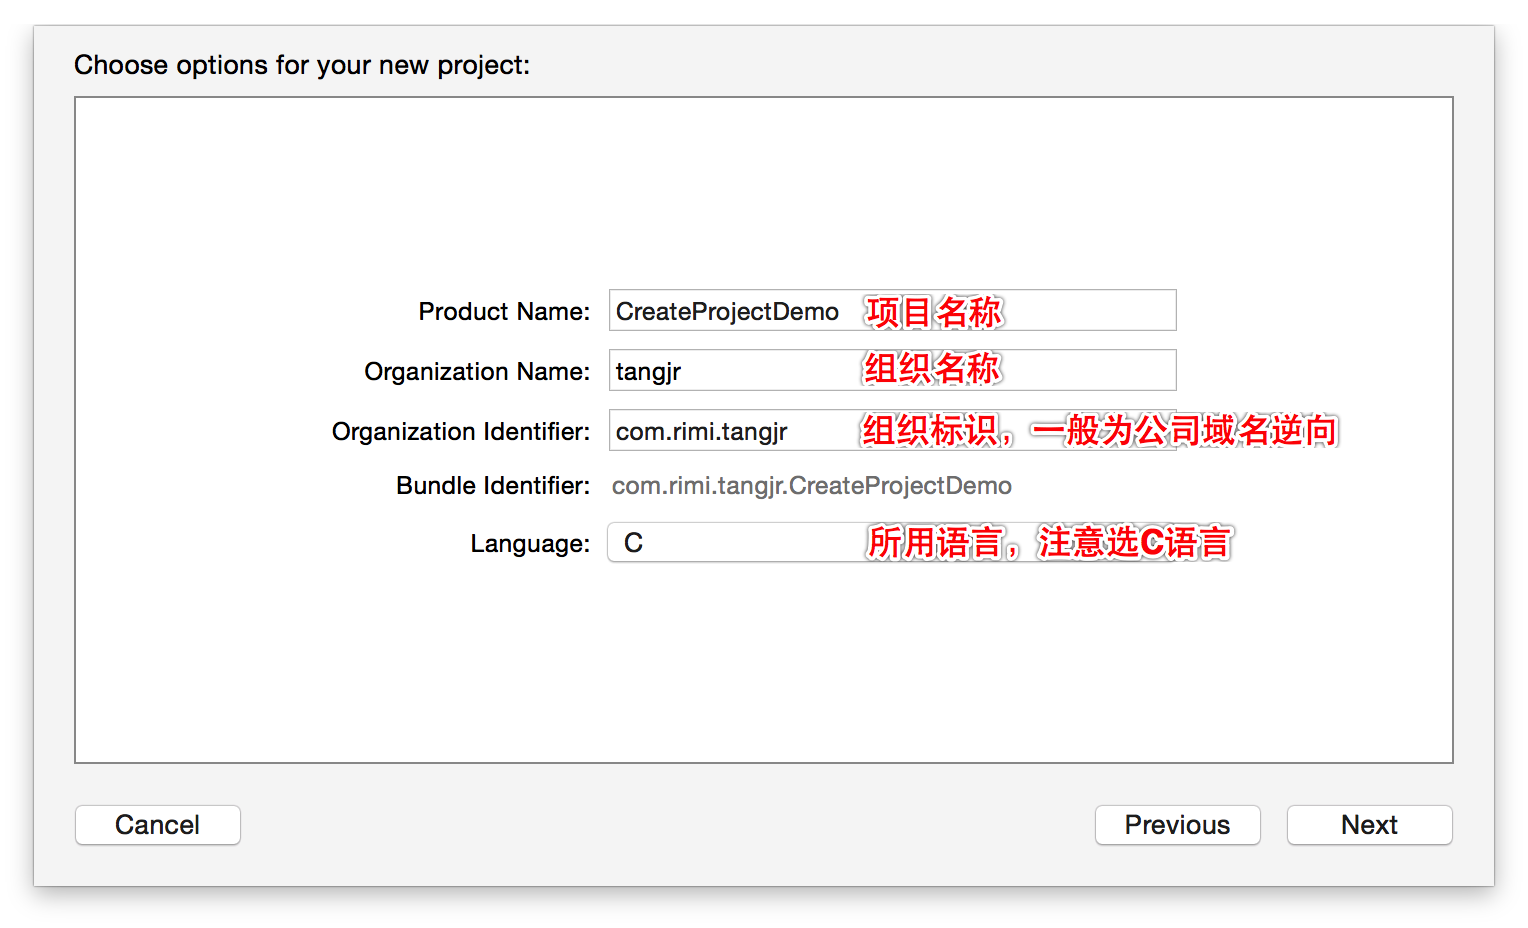 Choose options for your new project:
Product Name: CreateProjectDemo 项目名称
Organization Name: tangjr 组织名称
Organization Identifier: com.rimi.tangjr 组织标识，一般为公司域名逆向
Bundle Identifier: com.rimi.tangjr.CreateProjectDemo
Language: C 所用语言，注意选C语言
Cancel Previous Next